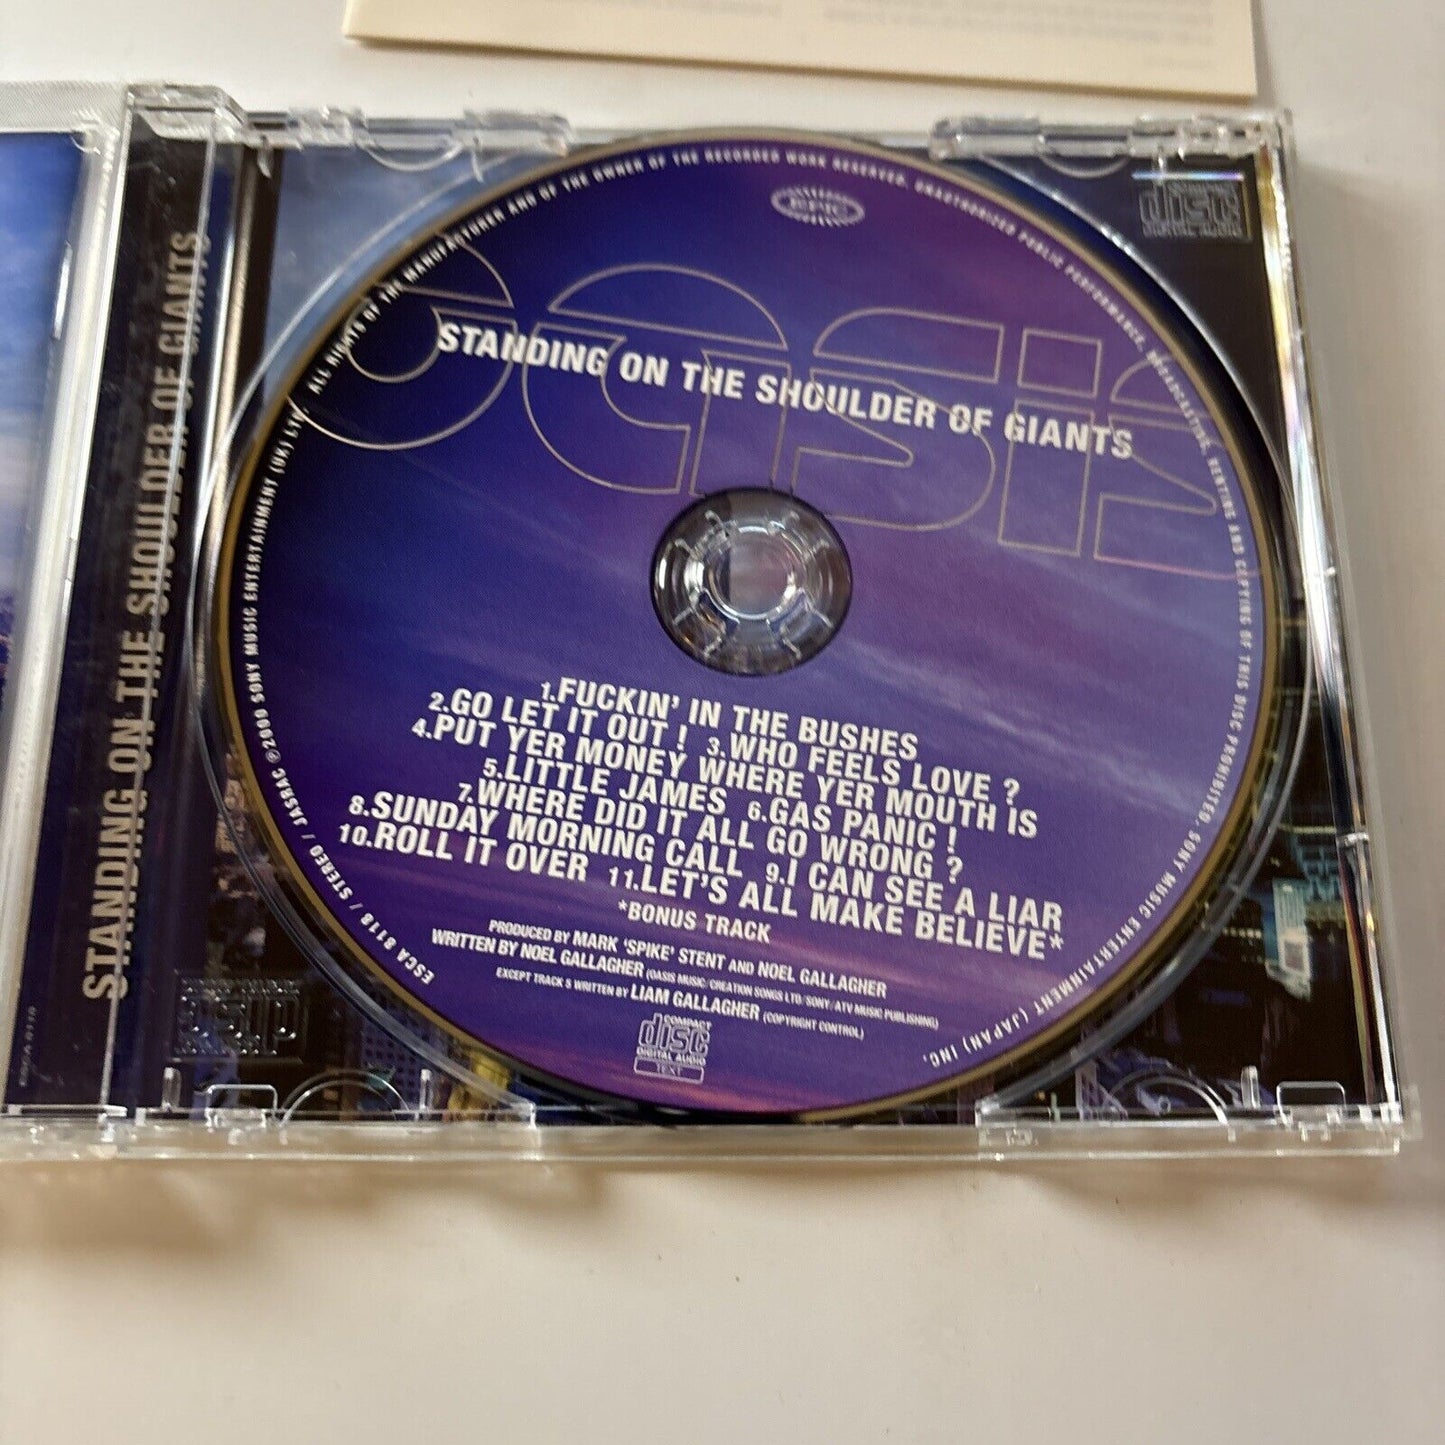 STANDING ON THE SHOULDER OF GIANTS
EPIC
COMPACT
disc
DIGITAL AUDIO
oasis
STANDING ON THE SHOULDER OF GIANTS
1.FUCKIN' IN THE BUSHES
2.GO LET IT OUT ! 3.WHO FEELS LOVE ?
4.PUT YER MONEY WHERE YER MOUTH IS
5.LITTLE JAMES 6.GAS PANIC !
7.WHERE DID IT ALL GO WRONG ?
8.SUNDAY MORNING CALL 9.I CAN SEE A LIAR
10.ROLL IT OVER 11.LET'S ALL MAKE BELIEVE*
*BONUS TRACK
PRODUCED BY MARK 'SPIKE' STENT AND NOEL GALLAGHER
WRITTEN BY NOEL GALLAGHER (OASIS MUSIC/CREATION SONGS LTD/SONY/ATV MUSIC PUBLISHING)
EXCEPT TRACK 5 WRITTEN BY LIAM GALLAGHER (COPYRIGHT CONTROL)
COMPACT
disc
DIGITAL AUDIO
TEXT
ESCA 8118 / STEREO / JASRAC ℗2000 SONY MUSIC ENTERTAINMENT (UK) LTD. ALL RIGHTS OF THE MANUFACTURER AND OF THE OWNER OF THE RECORDED WORK RESERVED. UNAUTHORIZED PUBLIC PERFORMANCE, BROADCASTING, RENTING AND COPYING OF THIS DISC PROHIBITED. SONY MUSIC ENTERTAINMENT (JAPAN) INC.